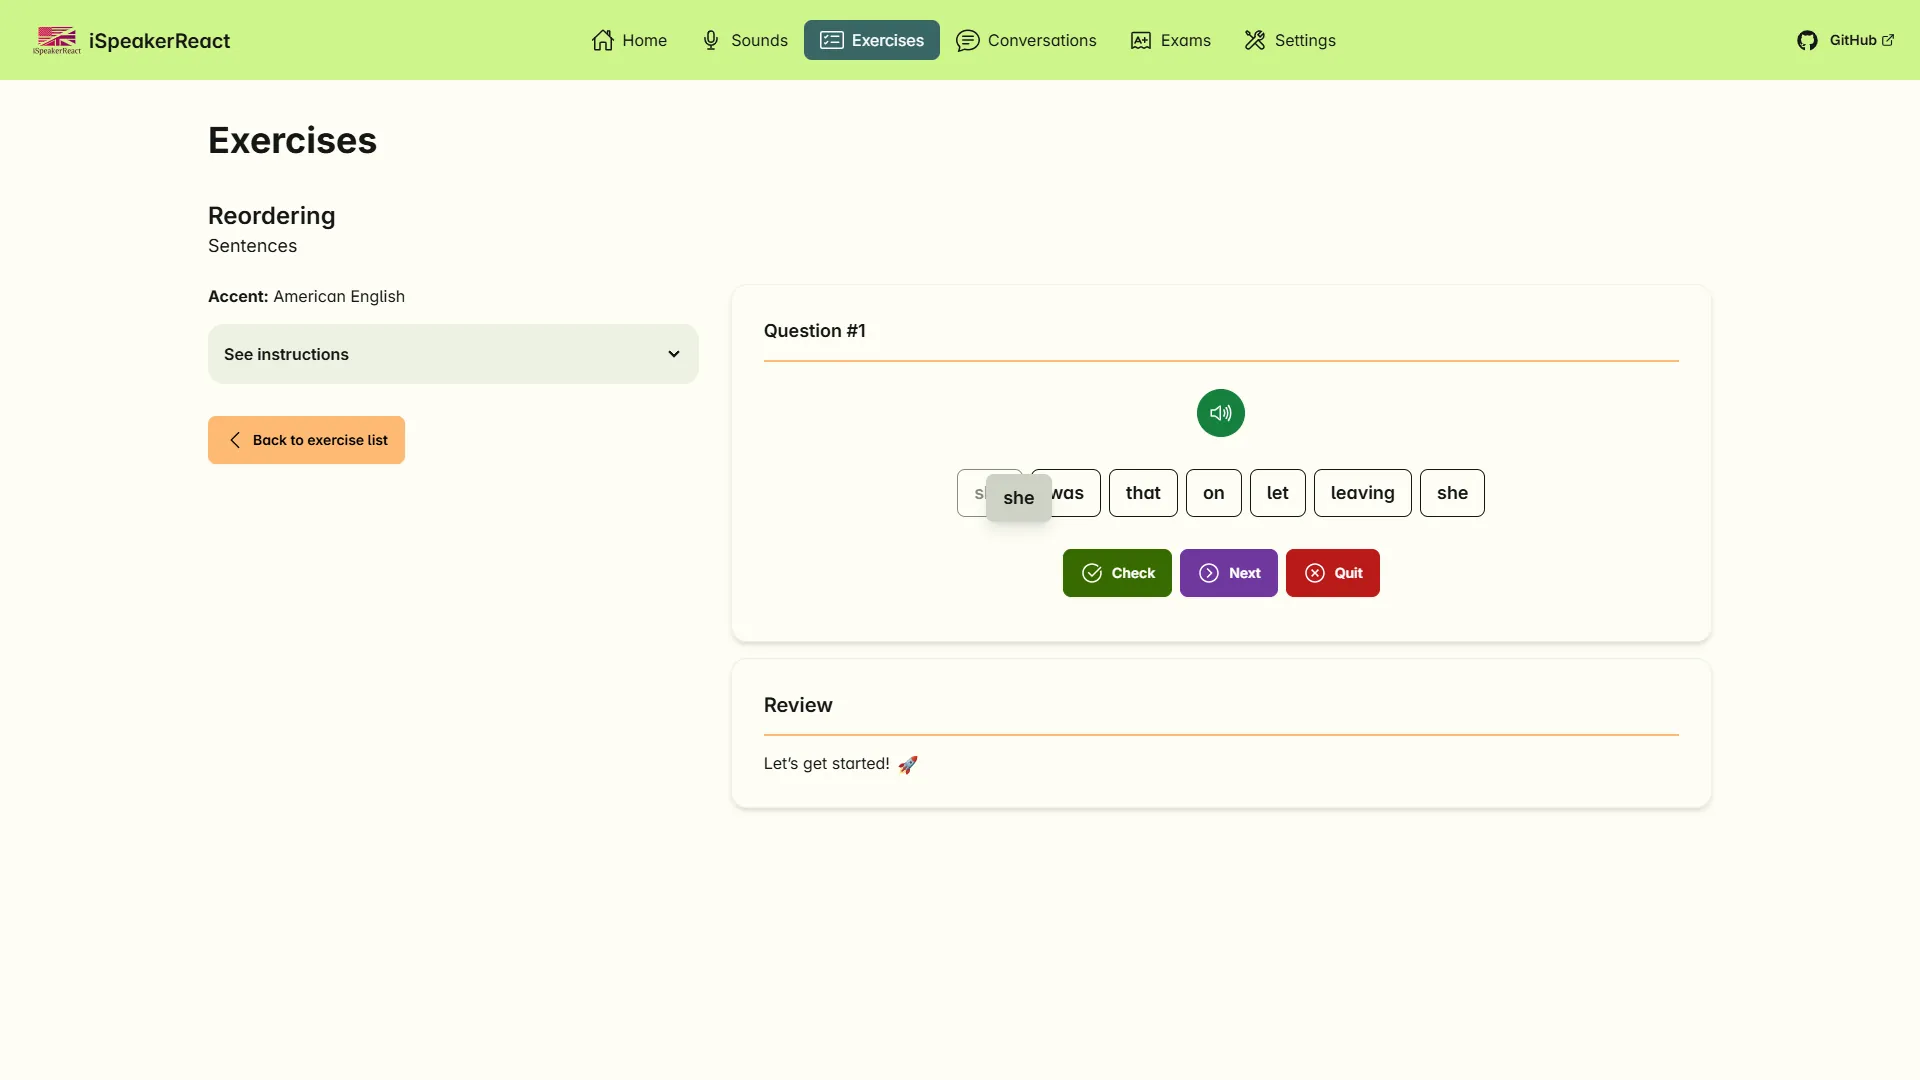 iSpeakerReact
iSpeakerReact
Home
Sounds
Exercises
Conversations
A+
Exams
Settings
GitHub
Exercises
Reordering
Sentences
Accent: American English
See instructions
Back to exercise list
Question #1
she was that on let leaving she
Check
Next
Quit
Review
Let’s get started! 🚀